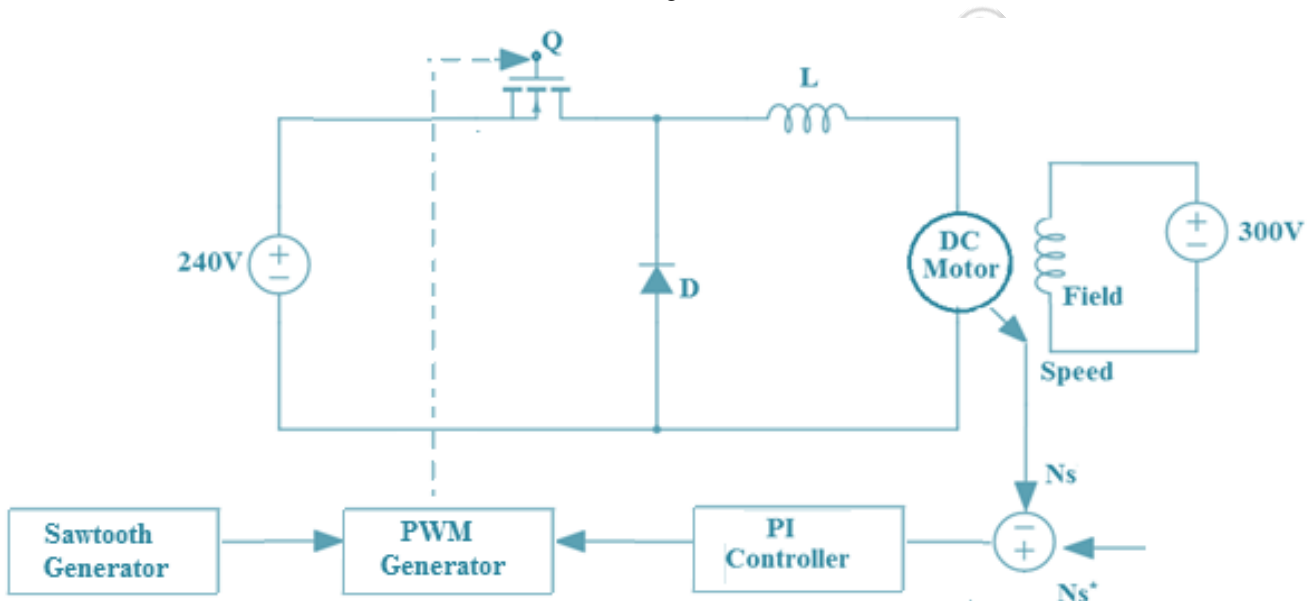 Q
L
240V
D
DC
Motor
Field
300V
Speed
Ns
Sawtooth
Generator
PWM
Generator
PI
Controller
Ns*